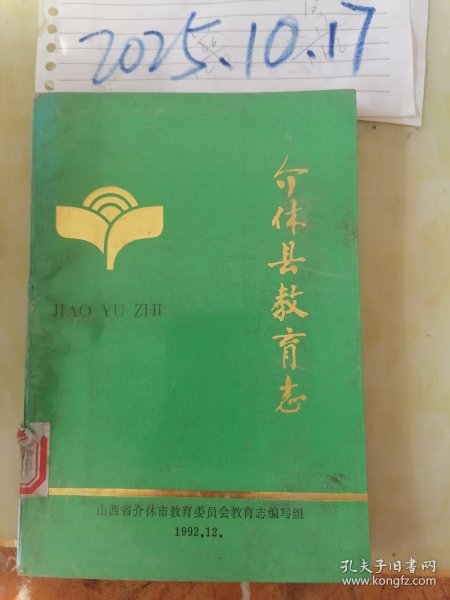 2025.10.17
介休县教育志
JIAO YU ZHI
山西省介休市教育委员会教育志编写组
1992.12.
孔夫子旧书网
www.kongfz.com